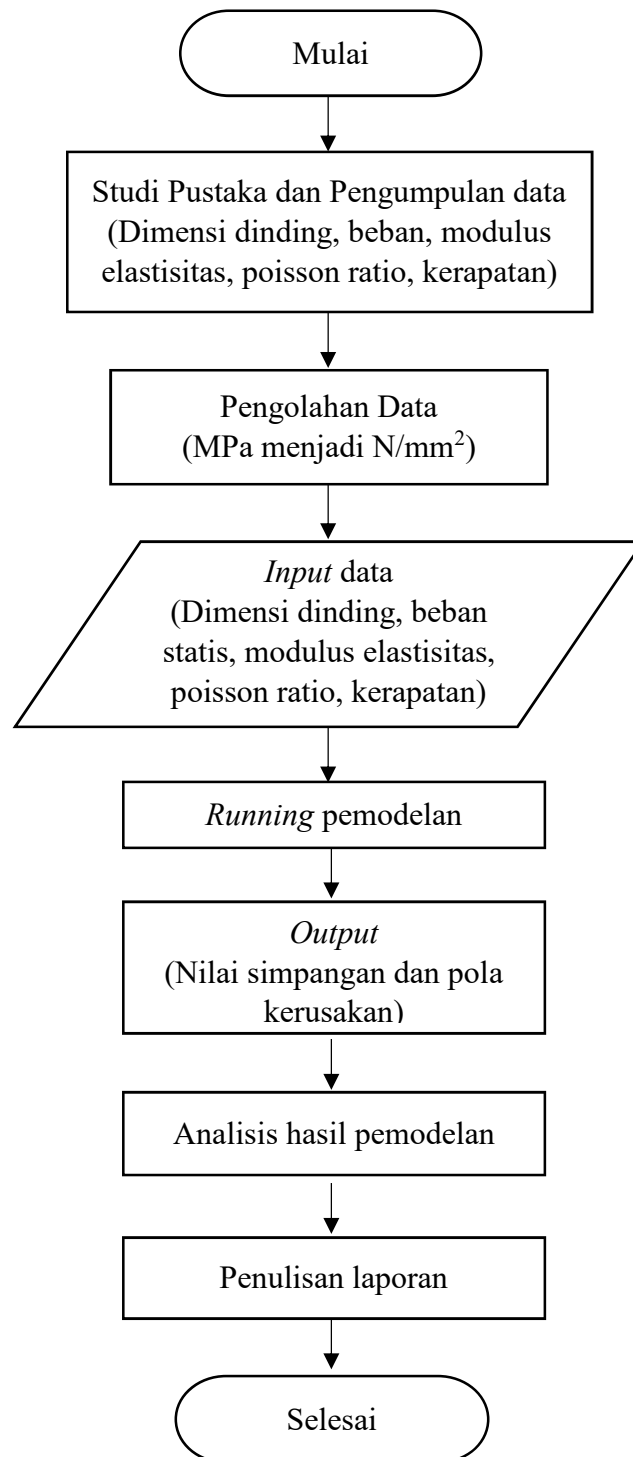 Mulai
Studi Pustaka dan Pengumpulan data
(Dimensi dinding, beban, modulus
elastisitas, poisson ratio, kerapatan)
Pengolahan Data
(MPa menjadi N/mm²)
Input data
(Dimensi dinding, beban
statis, modulus elastisitas,
poisson ratio, kerapatan)
Running pemodelan
Output
(Nilai simpangan dan pola
kerusakan)
Analisis hasil pemodelan
Penulisan laporan
Selesai